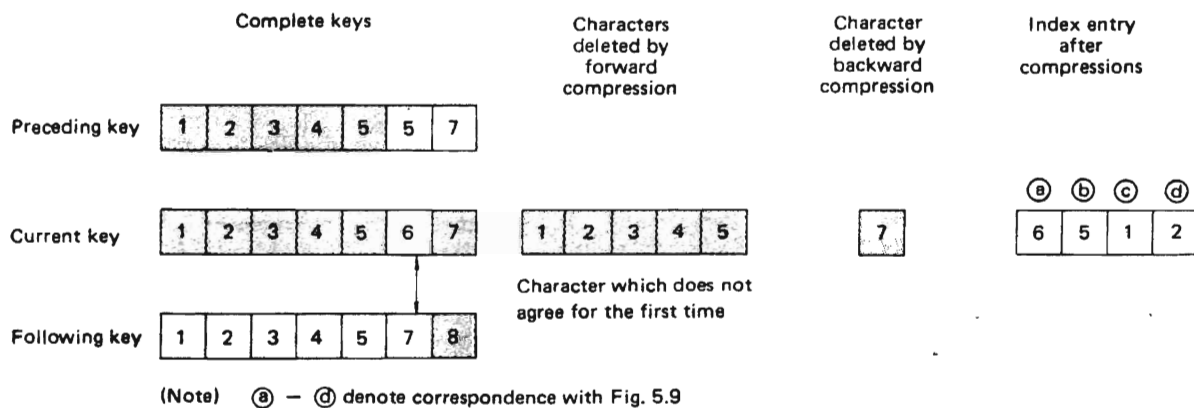 Complete keys
Characters
deleted by
forward
compression
Character
deleted by
backward
compression
Index entry
after
compressions
Preceding key 1 2 3 4 5 5 7
ⓐ ⓑ ⓒ ⓓ
Current key 1 2 3 4 5 6 7 1 2 3 4 5 7 6 5 1 2
Character which does not
agree for the first time
Following key 1 2 3 4 5 7 8
(Note) ⓐ – ⓓ denote correspondence with Fig. 5.9